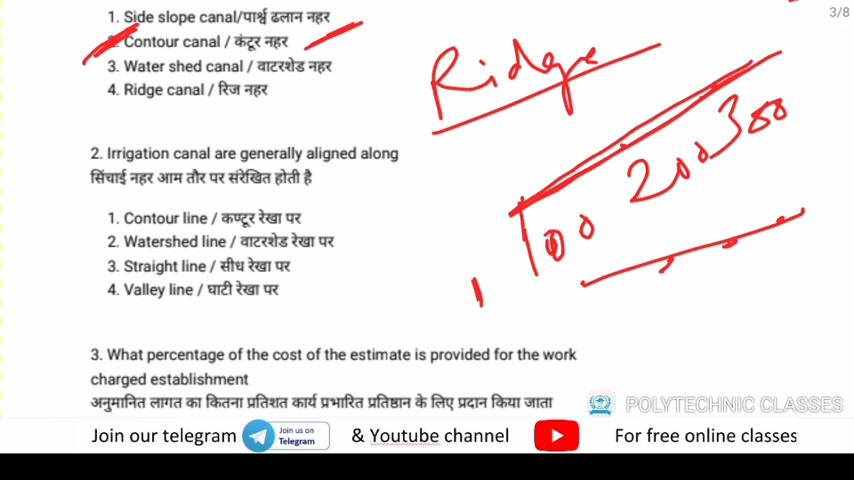 3/8
1. Side slope canal/पार्श्व ढलान नहर
Contour canal / कंटूर नहर
3. Water shed canal / वाटरशेड नहर
4. Ridge canal / रिज नहर
Ridge
100 200 300
2. Irrigation canal are generally aligned along
सिंचाई नहर आम तौर पर संरेखित होती है
1. Contour line / कण्टूर रेखा पर
2. Watershed line / वाटरशेड रेखा पर
3. Straight line / सीध रेखा पर
4. Valley line / घाटी रेखा पर
3. What percentage of the cost of the estimate is provided for the work
charged establishment
अनुमानित लागत का कितना प्रतिशत कार्य प्रभारित प्रतिष्ठान के लिए प्रदान किया जाता
POLYTECHNIC CLASSES
Join our telegram Join us on Telegram & Youtube channel For free online classes